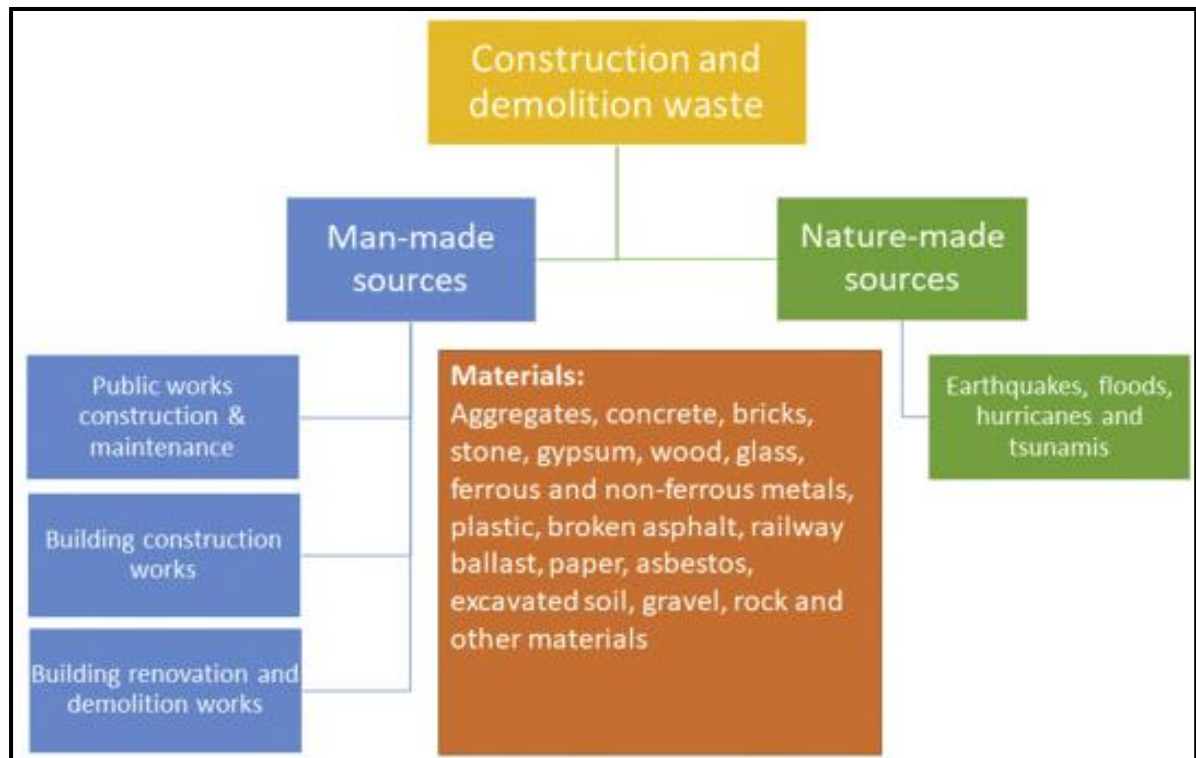 Construction and
demolition waste
Man-made
sources
Nature-made
sources
Public works
construction &
maintenance
Building construction
works
Building renovation and
demolition works
Materials:
Aggregates, concrete, bricks,
stone, gypsum, wood, glass,
ferrous and non-ferrous metals,
plastic, broken asphalt, railway
ballast, paper, asbestos,
excavated soil, gravel, rock and
other materials
Earthquakes, floods,
hurricanes and
tsunamis